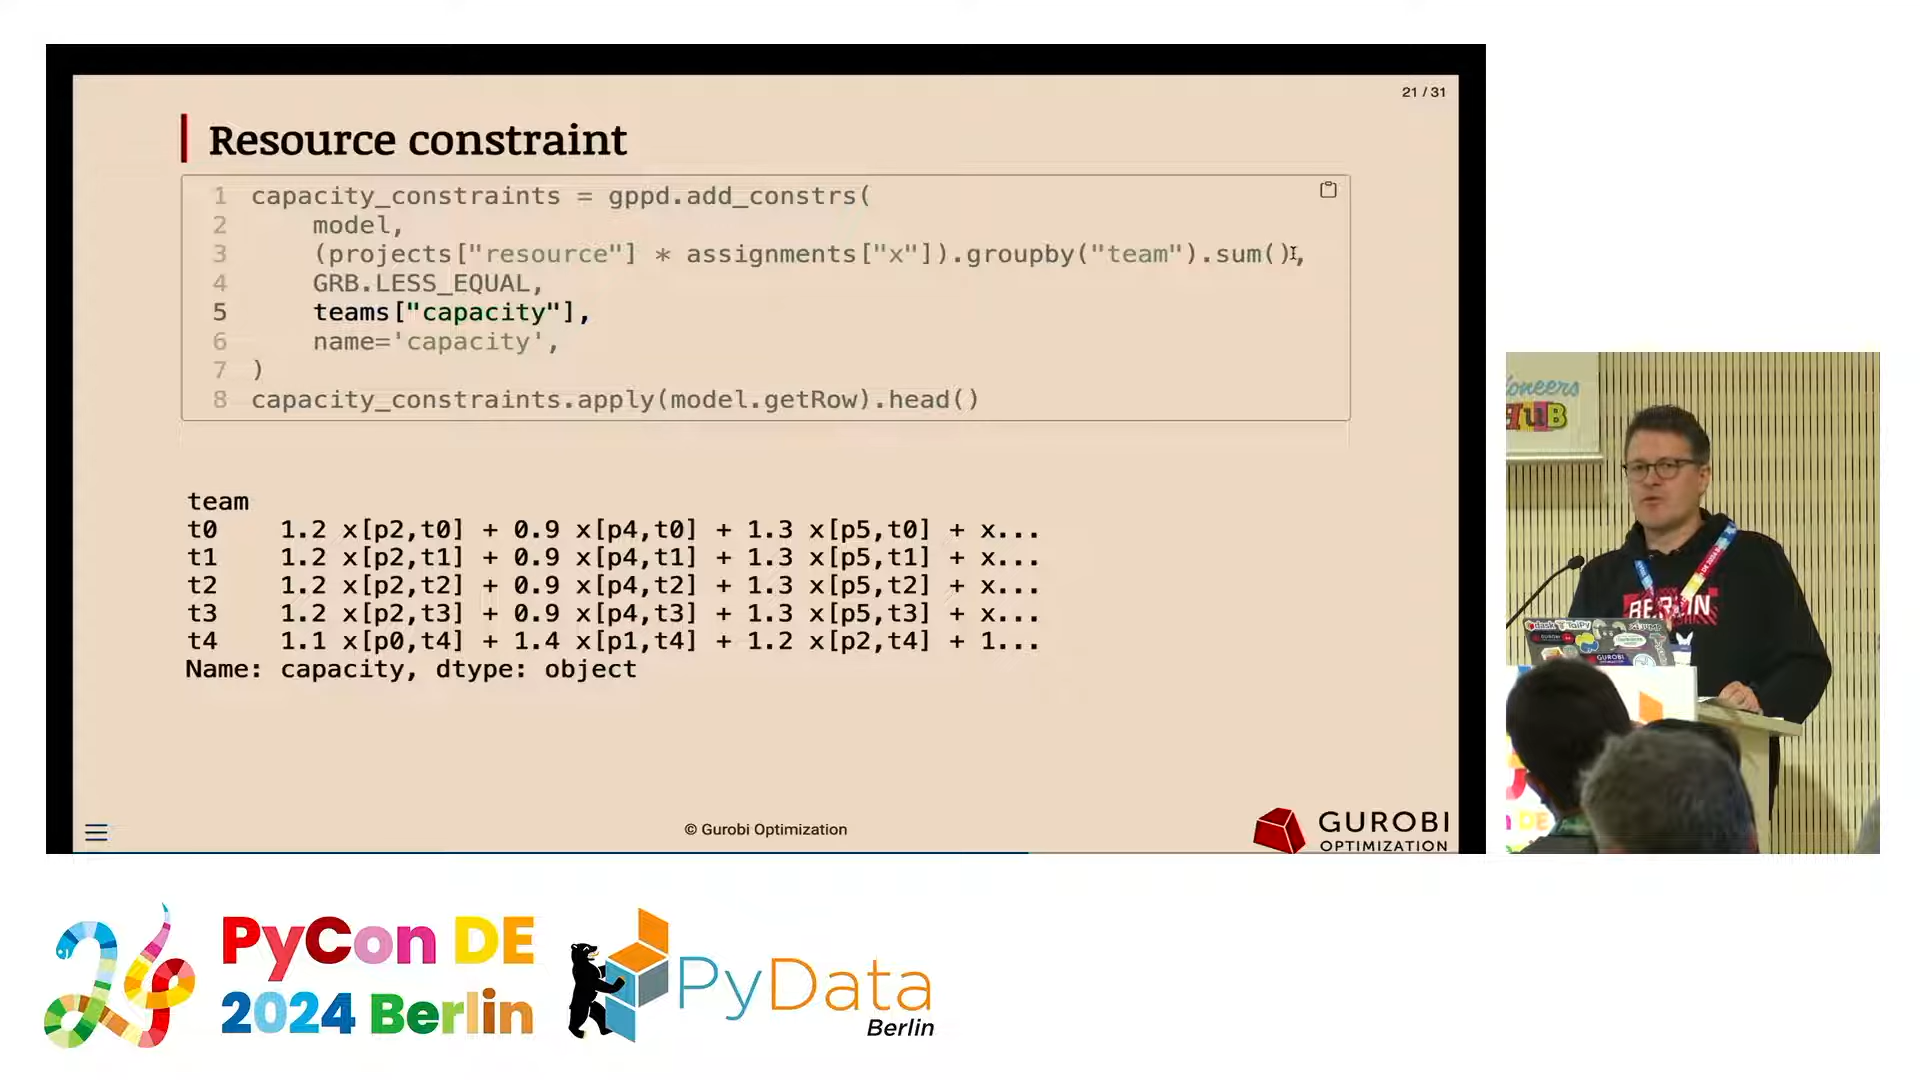 21 / 31
Resource constraint
1 capacity_constraints = gppd.add_constrs(
2 model,
3 (projects["resource"] * assignments["x"]).groupby("team").sum(),
4 GRB.LESS_EQUAL,
5 teams["capacity"],
6 name='capacity',
7 )
8 capacity_constraints.apply(model.getRow).head()
team
t0 1.2 x[p2,t0] + 0.9 x[p4,t0] + 1.3 x[p5,t0] + x...
t1 1.2 x[p2,t1] + 0.9 x[p4,t1] + 1.3 x[p5,t1] + x...
t2 1.2 x[p2,t2] + 0.9 x[p4,t2] + 1.3 x[p5,t2] + x...
t3 1.2 x[p2,t3] + 0.9 x[p4,t3] + 1.3 x[p5,t3] + x...
t4 1.1 x[p0,t4] + 1.4 x[p1,t4] + 1.2 x[p2,t4] + 1...
Name: capacity, dtype: object
© Gurobi Optimization
GUROBI
OPTIMIZATION
HUB
BERLIN
GUROBI
PyCon DE
2024 Berlin
PyData
Berlin